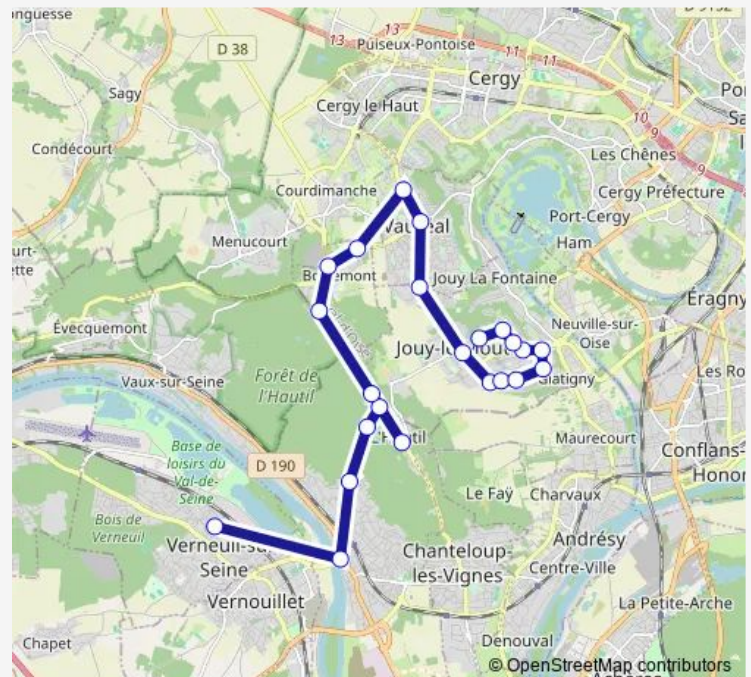 D 38
13
13
Puiseux-Pontoise
11
11
Cergy
Sagy
Cergy le Haut
10
9
9
Condécourt
Les Chênes
Courdimanche
Cergy Préfecture
Port-Cergy
Ham
Menucourt
Jouy La Fontaine
Éragny
Évecquemont
Neuville-sur-
Oise
Vaux-sur-Seine
Forêt de
l'Hautil
Glatigny
Maurecourt
Conflans-
Base de
loisirs du
Val-de-
Seine
D 190
Le Faÿ
Charvaux
Bois de
Verneuil
Andrésy
Chanteloup-
les-Vignes
Centre-Ville
Seine
Vernouillet
La Petite-Arche
Chapet
Denouval
© OpenStreetMap contributors